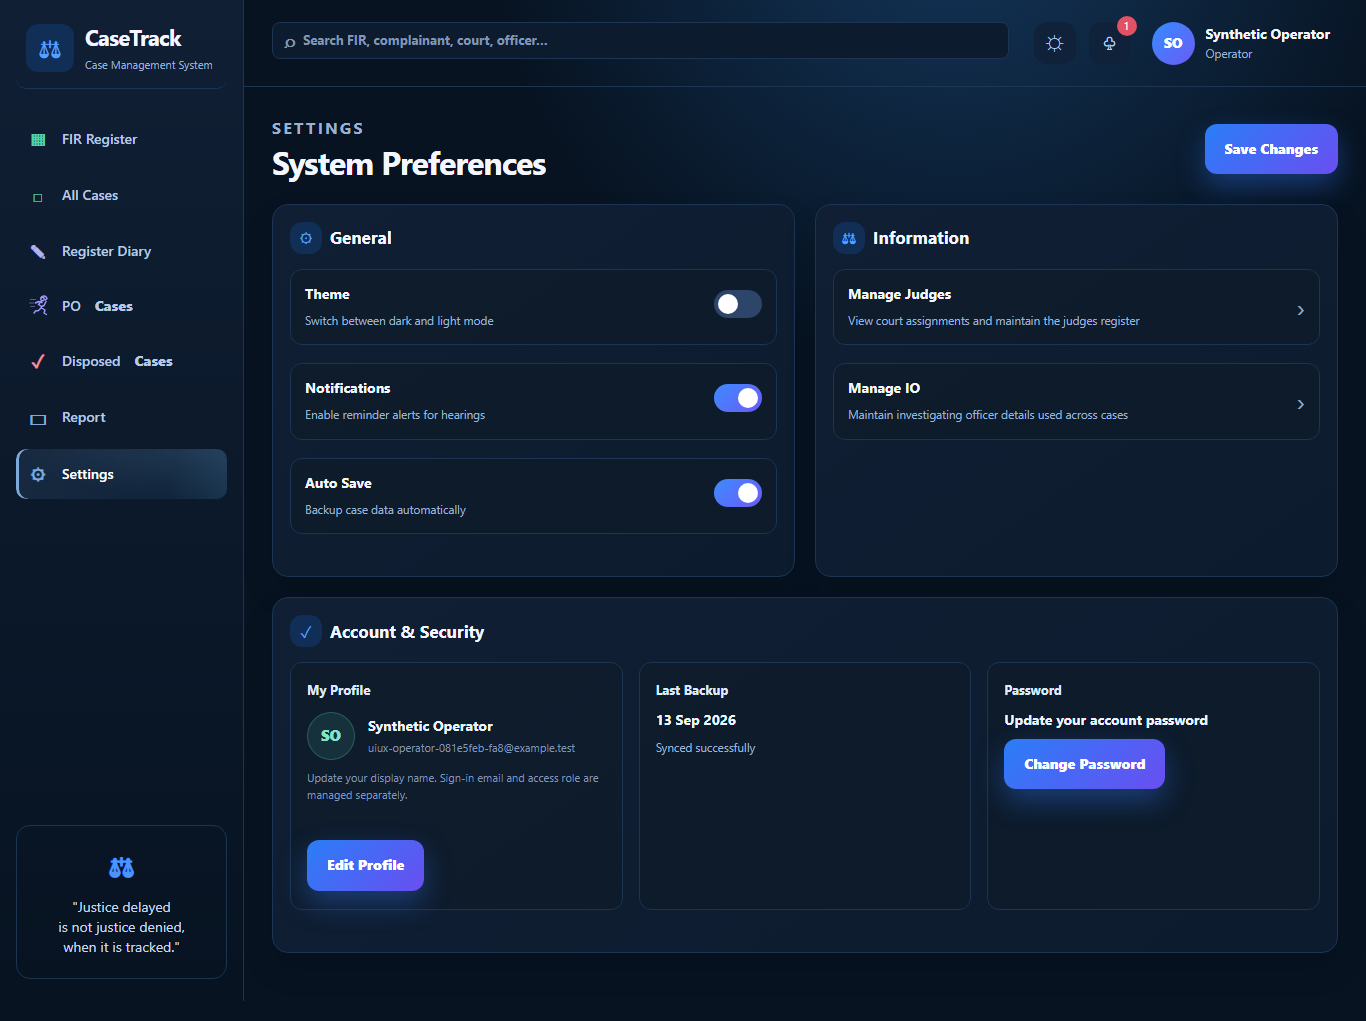 CaseTrack
Case Management System
FIR Register
All Cases
Register Diary
PO Cases
Disposed Cases
Report
Settings
"Justice delayed
is not justice denied,
when it is tracked."
Search FIR, complainant, court, officer...
1
SO
Synthetic Operator
Operator
SETTINGS
System Preferences
Save Changes
General
Theme
Switch between dark and light mode
Notifications
Enable reminder alerts for hearings
Auto Save
Backup case data automatically
Information
Manage Judges
View court assignments and maintain the judges register
Manage IO
Maintain investigating officer details used across cases
Account & Security
My Profile
SO
Synthetic Operator
uiux-operator-081e5feb-fa8@example.test
Update your display name. Sign-in email and access role are
managed separately.
Edit Profile
Last Backup
13 Sep 2026
Synced successfully
Password
Update your account password
Change Password